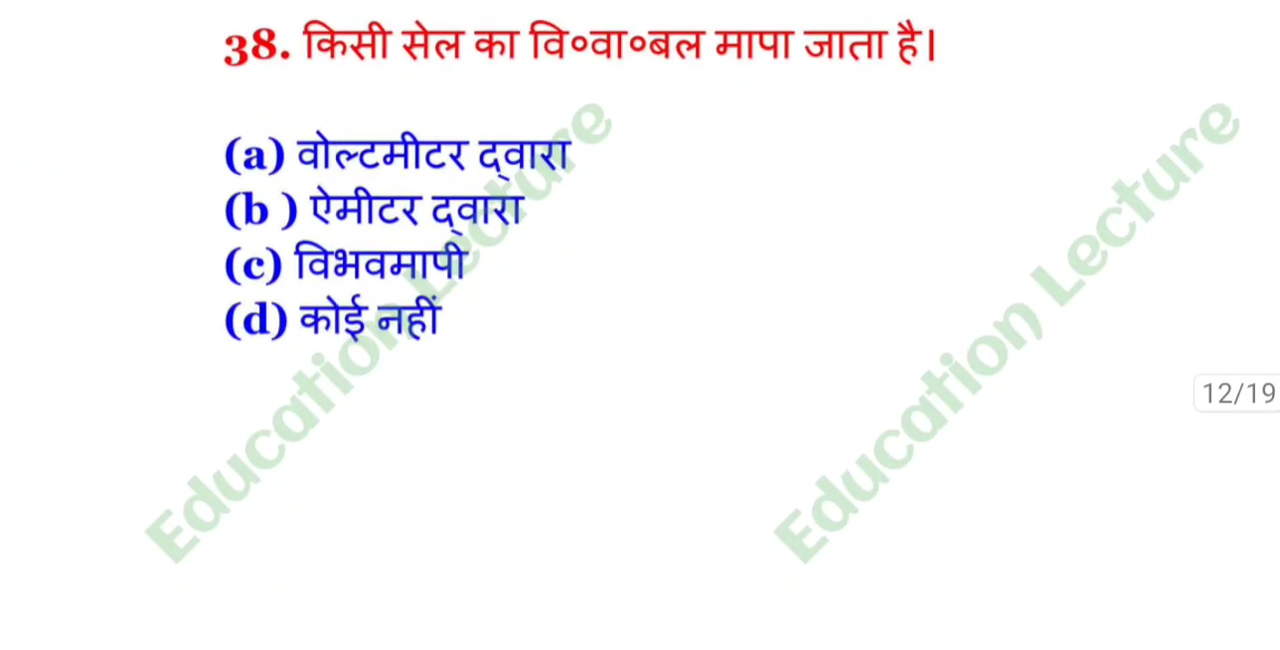 38. किसी सेल का वि०वा०बल मापा जाता है।
(a) वोल्टमीटर द्वारा
(b ) ऐमीटर द्वारा
(c) विभवमापी
(d) कोई नहीं
Education Lecture
Education Lecture
12/19